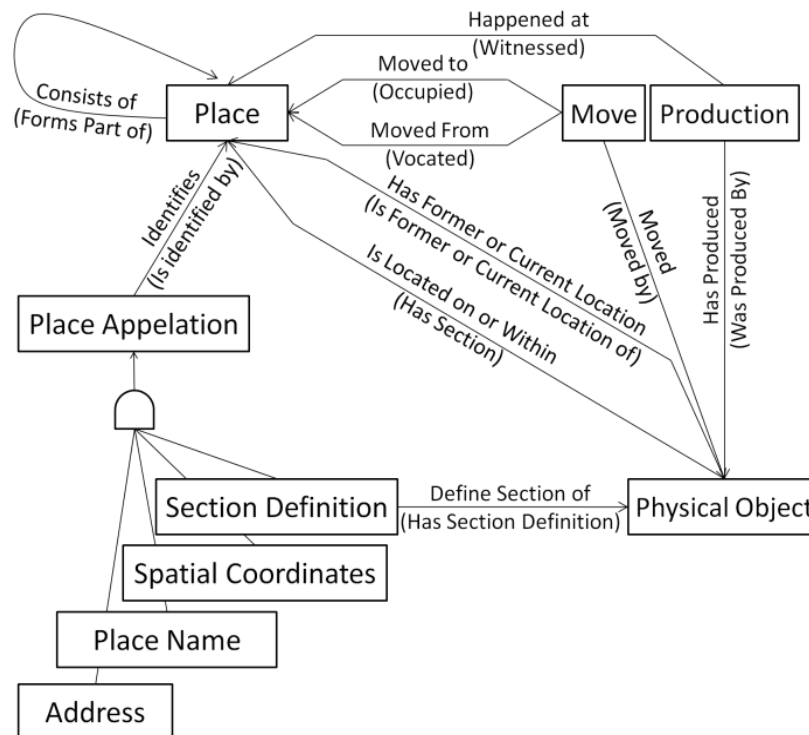 Happened at
(Witnessed)
Moved to
(Occupied)
Consists of
(Forms Part of)
Place
Move
Production
Moved From
(Vocated)
Identifies
(Is identified by)
Has Former or Current Location
(Is Former or Current Location of)
Is Located on or Within
(Has Section)
Moved
(Moved by)
Has Produced
(Was Produced By)
Place Appelation
Section Definition
Define Section of
(Has Section Definition)
Physical Object
Spatial Coordinates
Place Name
Address